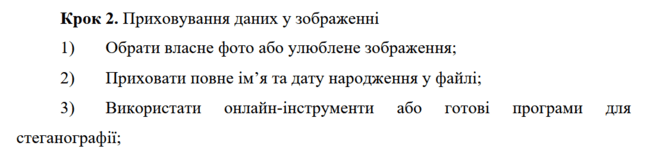 Крок 2. Приховування даних у зображенні
1) Обрати власне фото або улюблене зображення;
2) Приховати повне ім’я та дату народження у файлі;
3) Використати онлайн-інструменти або готові програми для
стеганографії;